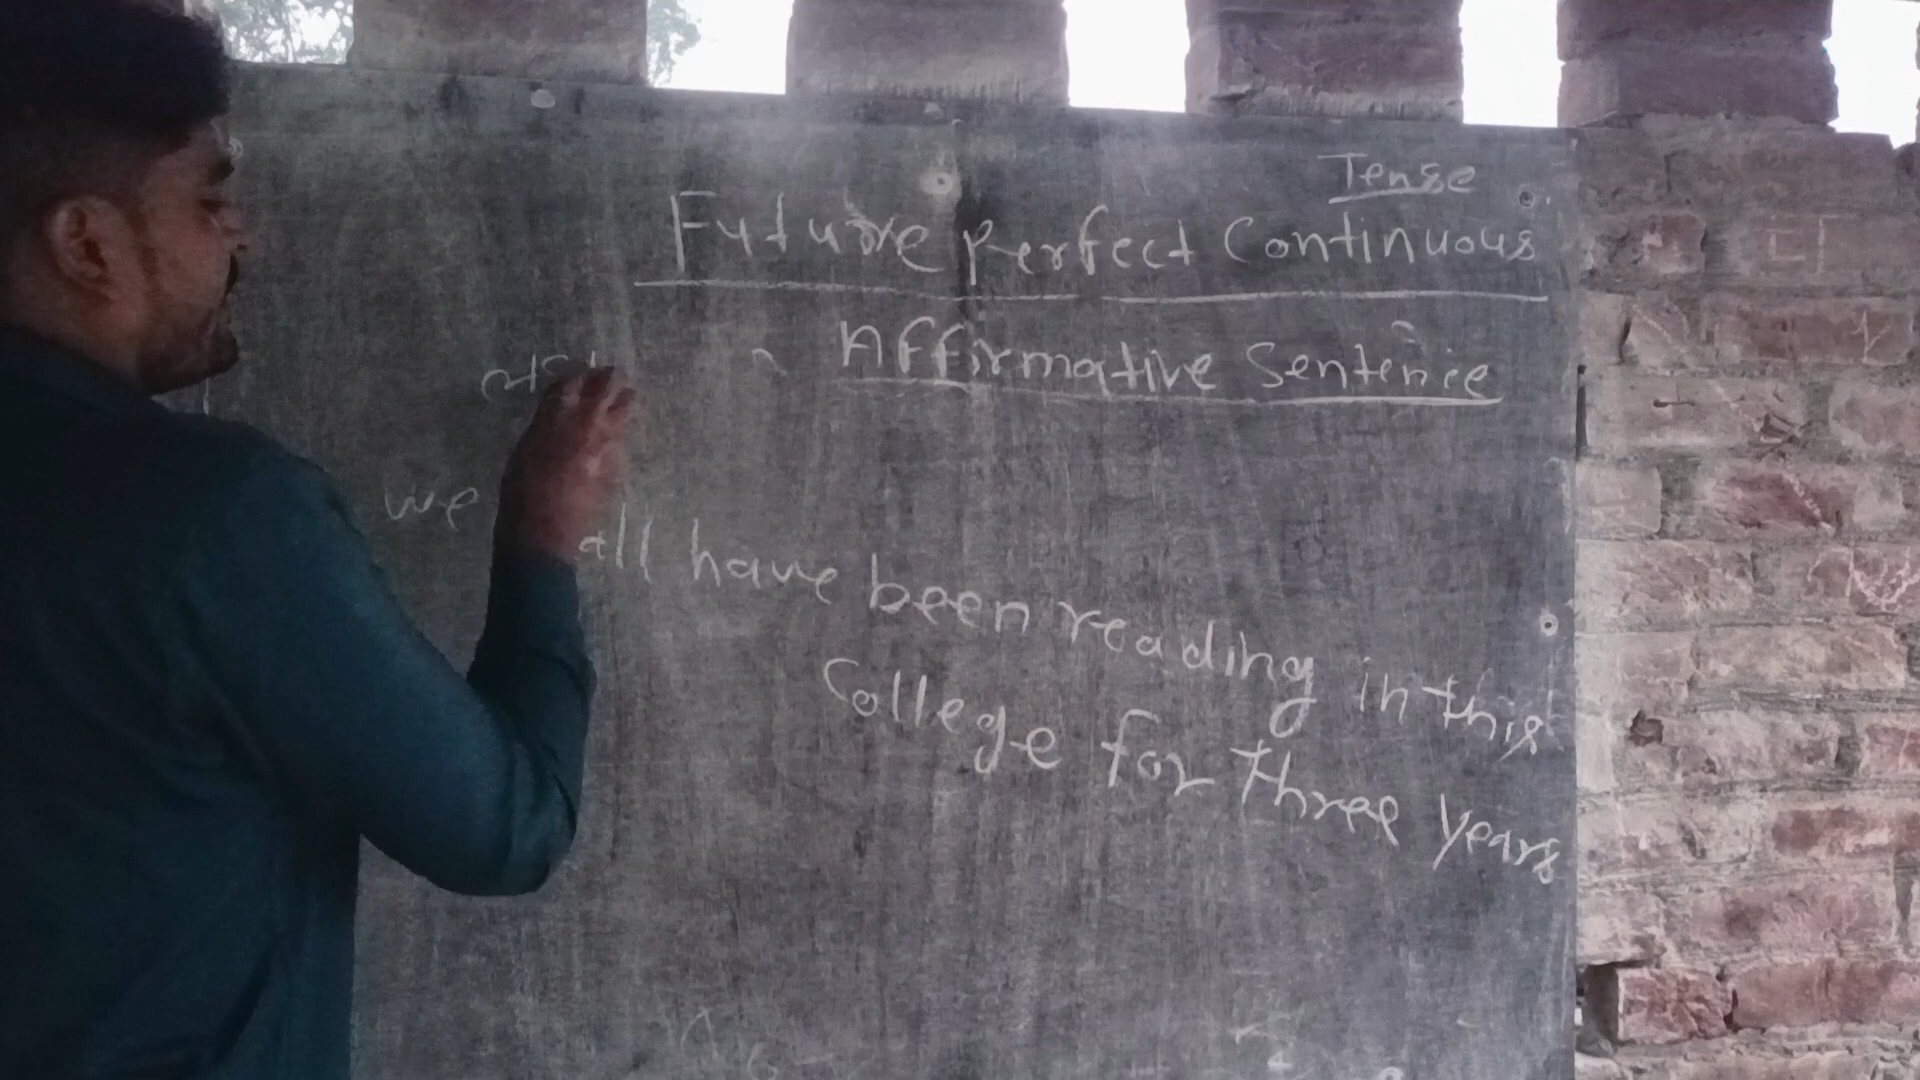 Tense
Future Perfect Continuous
Affirmative Sentence
we all have been reading in this
College for three years